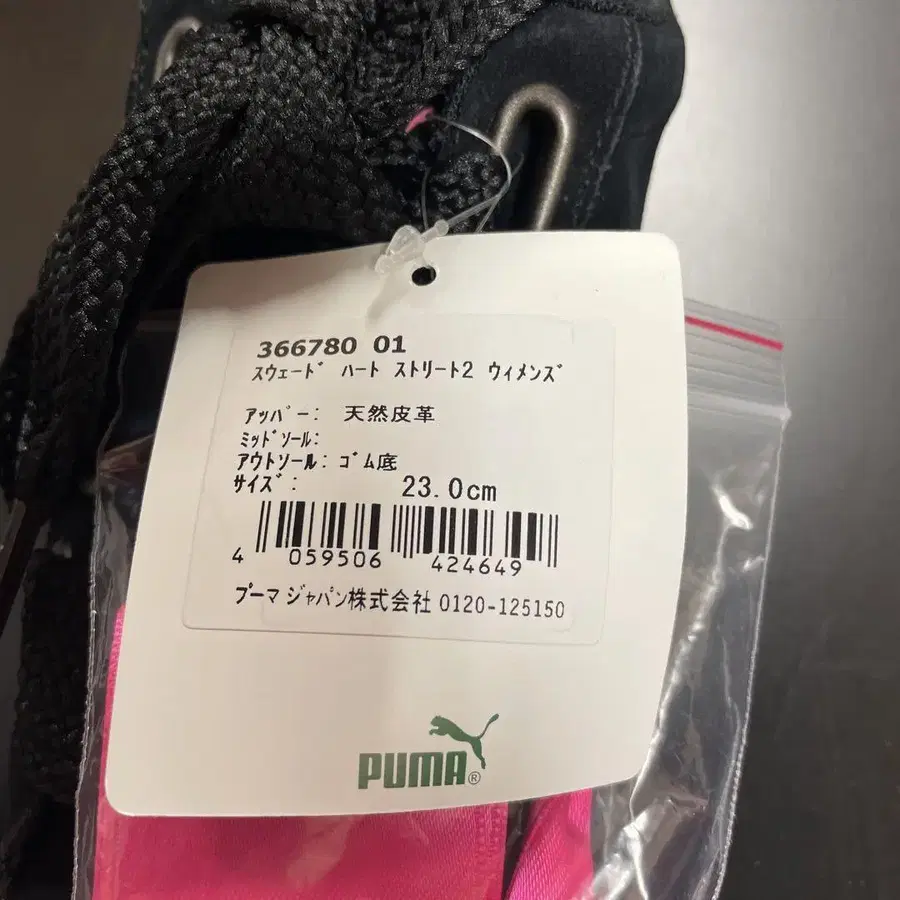 366780 01
スウェード ハート ストリート2 ウィメンズ
アッパー: 天然皮革
ミッドソール:
アウトソール: ゴム底
サイズ: 23.0cm
4 059506 424649
プーマ ジャパン株式会社 0120-125150
PUMA®